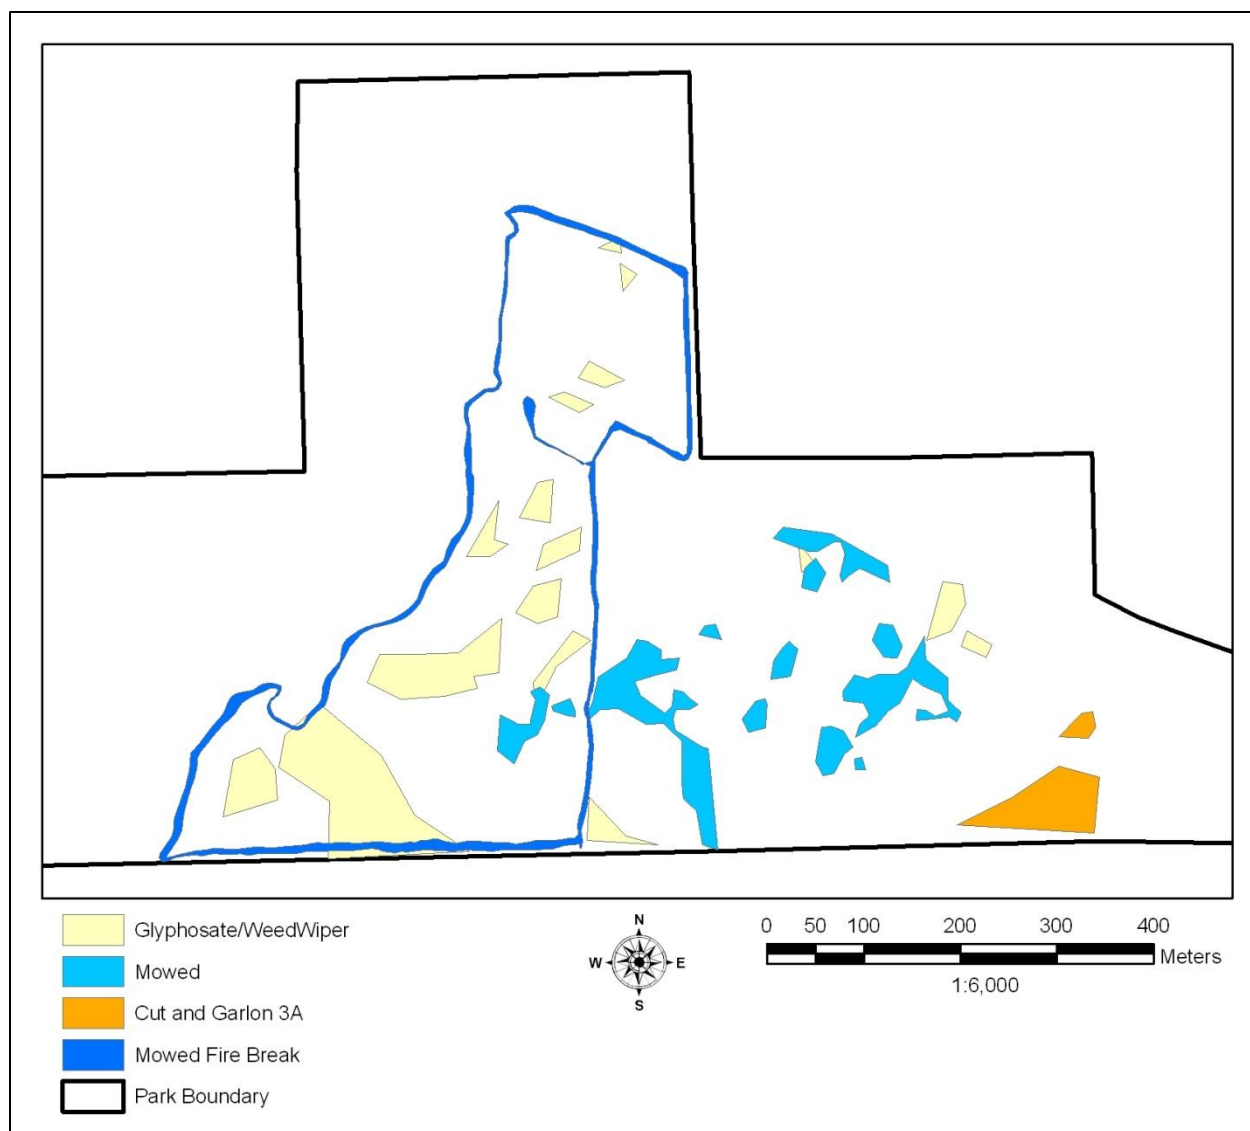 Glyphosate/WeedWiper
Mowed
Cut and Garlon 3A
Mowed Fire Break
Park Boundary
N
W E
S
0 50 100 200 300 400
Meters
1:6,000